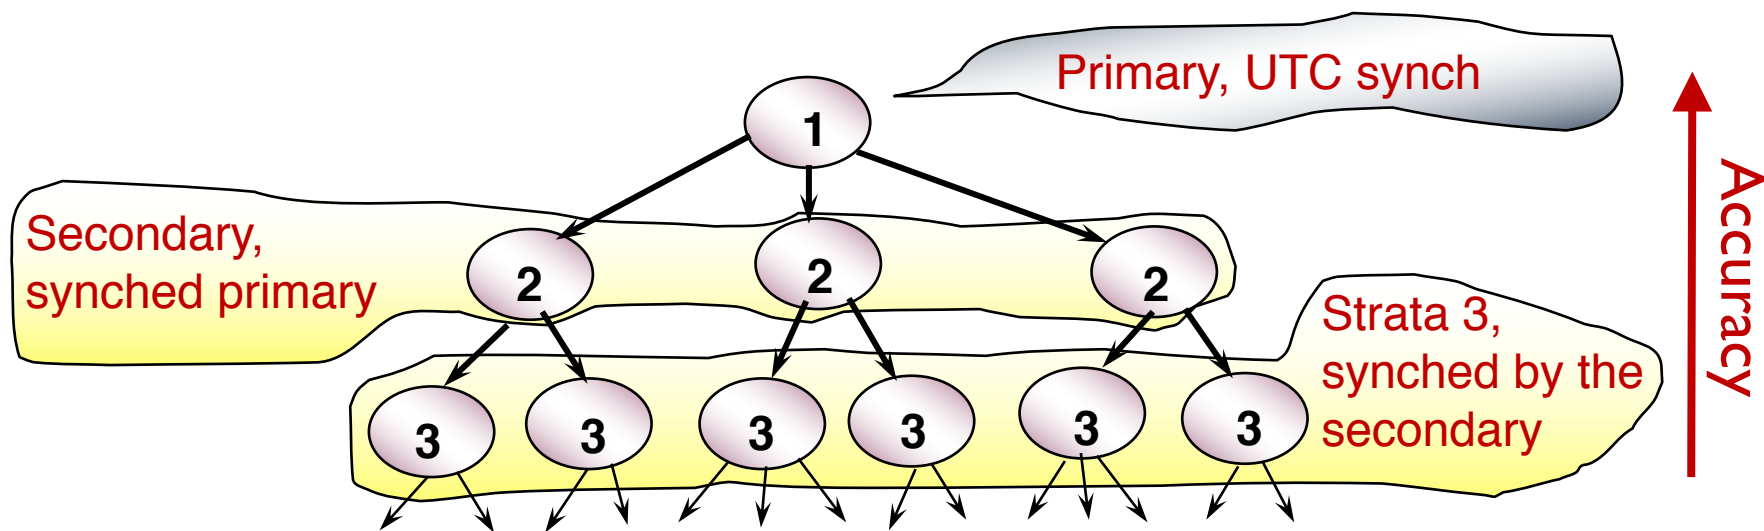 Primary, UTC synch
1
Accuracy
Secondary,
synched primary
2
2
2
Strata 3,
synched by the
secondary
3
3
3
3
3
3